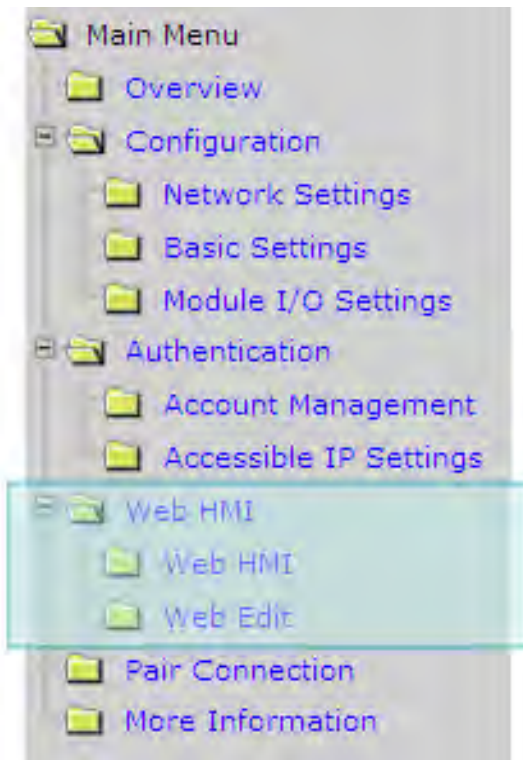 Main Menu
Overview
Configuration
Network Settings
Basic Settings
Module I/O Settings
Authentication
Account Management
Accessible IP Settings
Web HMI
Web HMI
Web Edit
Pair Connection
More Information